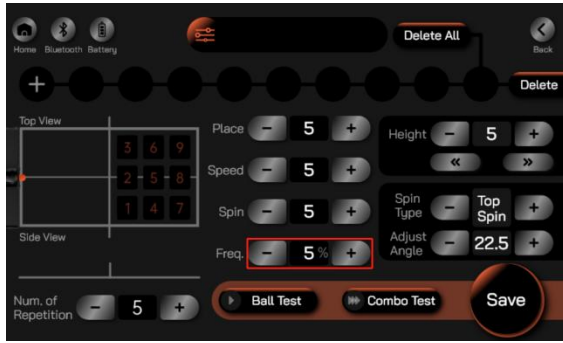 Home Bluetooth Battery
Delete All
Back
+
Delete
Top View
3 6 9
2 5 8
1 4 7
Side View
Place - 5 +
Speed - 5 +
Spin - 5 +
Freq. - 5 % +
Height - 5 +
« »
Spin Type - Top Spin +
Adjust Angle - 22.5 +
Num. of Repetition - 5 +
Ball Test
Combo Test
Save